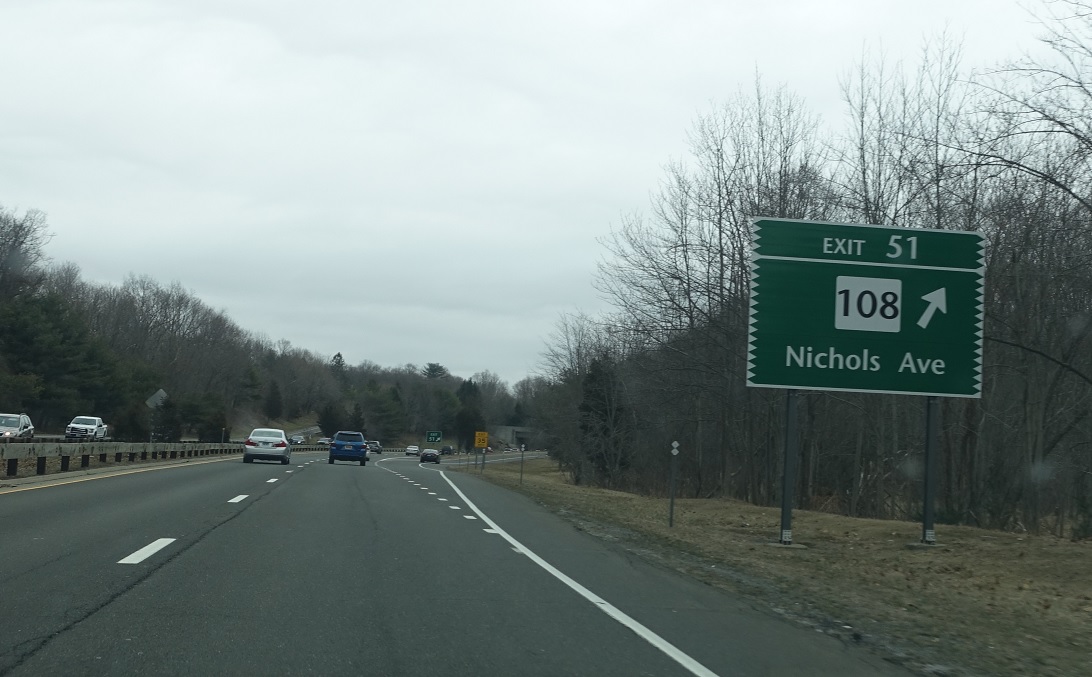 EXIT 51
108
Nichols Ave